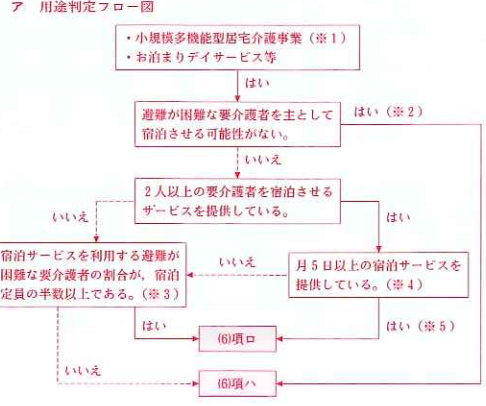 ア 用途判定フロー図
・小規模多機能型居宅介護事業(※1)
・お泊まりデイサービス等
はい
避難が困難な要介護者を主として
宿泊させる可能性がない。
はい(※2)
いいえ
2人以上の要介護者を宿泊させる
サービスを提供している。
いいえ
はい
宿泊サービスを利用する避難が
困難な要介護者の割合が,宿泊
定員の半数以上である。(※3)
いいえ
月5日以上の宿泊サービスを
提供している。(※4)
はい
はい(※5)
(6)項ロ
いいえ
(6)項ハ